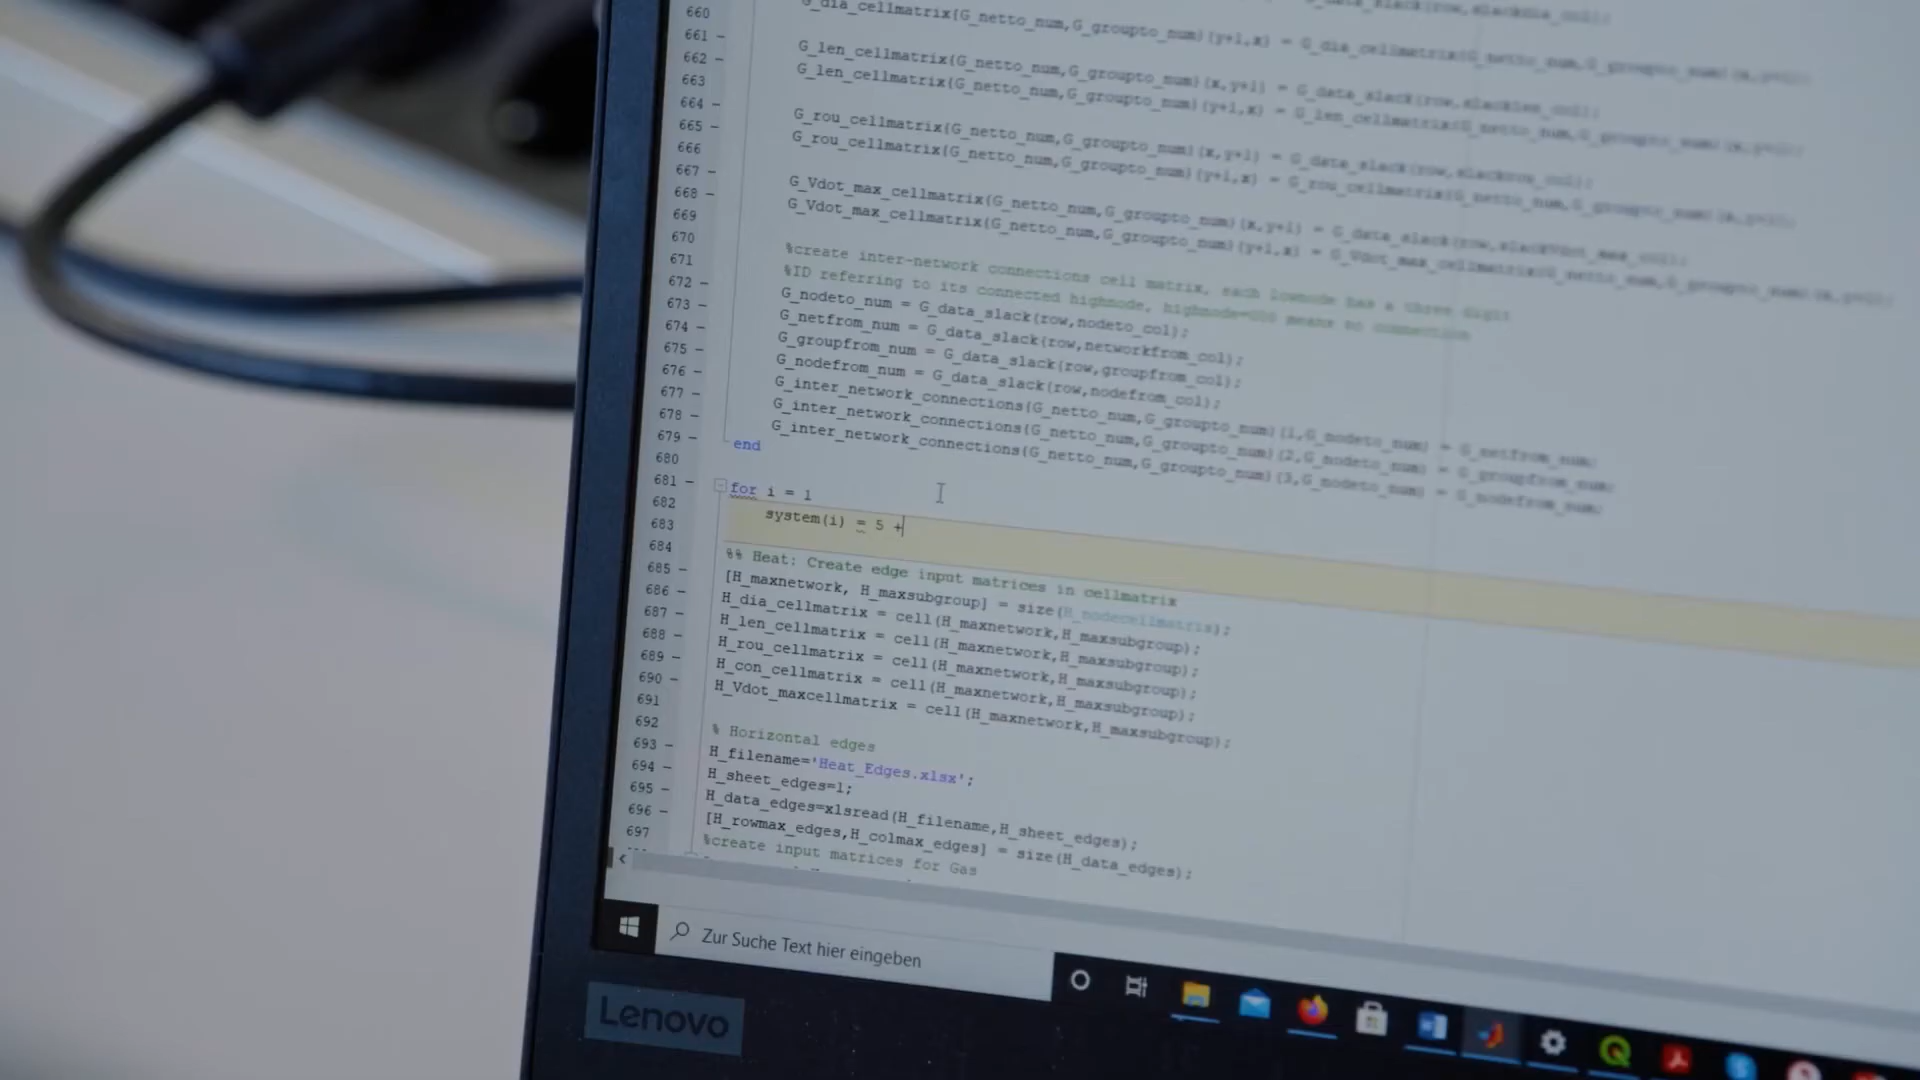 660
661 G_dia_cellmatrix{G_netto_num,G_groupto_num}(y+1,x) = G_dia_cellmatrix{G_netto_num,G_groupto_num}
662 G_len_cellmatrix{G_netto_num,G_groupto_num}(x,y+1) = G_data_slack(row,slacklen_col);
663 G_len_cellmatrix{G_netto_num,G_groupto_num}(y+1,x) = G_len_cellmatrix{G_netto_num,G_groupto_num}
664
665 G_rou_cellmatrix{G_netto_num,G_groupto_num}(x,y+1) = G_data_slack(row,slackrou_col);
666 G_rou_cellmatrix{G_netto_num,G_groupto_num}(y+1,x) = G_rou_cellmatrix{G_netto_num,G_groupto_num}
667
668 G_Vdot_max_cellmatrix{G_netto_num,G_groupto_num}(x,y+1) = G_data_slack(row,slackVdot_max_col);
669 G_Vdot_max_cellmatrix{G_netto_num,G_groupto_num}(y+1,x) = G_Vdot_max_cellmatrix{G_netto_num,G_groupto_num}
670
671 %create inter-network connections cell matrix, each lownode has a three digit
672 %ID referring to its connected highnode, means no connection
673 G_nodeto_num = G_data_slack(row,nodeto_col);
674 G_netfrom_num = G_data_slack(row,networkfrom_col);
675 G_groupfrom_num = G_data_slack(row,groupfrom_col);
676 G_nodefrom_num = G_data_slack(row,nodefrom_col);
677 G_inter_network_connections{G_netto_num,G_groupto_num}(1,G_nodeto_num) = G_netfrom_num;
678 G_inter_network_connections{G_netto_num,G_groupto_num}(2,G_nodeto_num) = G_groupfrom_num;
679 G_inter_network_connections{G_netto_num,G_groupto_num}(3,G_nodeto_num) = G_nodefrom_num;
680 end
681 for i = 1
682 system(i) = 5 +
683
684 %% Heat: Create edge input matrices in cellmatrix
685 [H_maxnetwork, H_maxsubgroup] = size(H_nodecellmatrix);
686 H_dia_cellmatrix = cell(H_maxnetwork,H_maxsubgroup);
687 H_len_cellmatrix = cell(H_maxnetwork,H_maxsubgroup);
688 H_rou_cellmatrix = cell(H_maxnetwork,H_maxsubgroup);
689 H_con_cellmatrix = cell(H_maxnetwork,H_maxsubgroup);
690 H_Vdot_maxcellmatrix = cell(H_maxnetwork,H_maxsubgroup);
691
692 % Horizontal edges
693 H_filename='Heat_Edges.xlsx';
694 H_sheet_edges=1;
695 H_data_edges=xlsread(H_filename,H_sheet_edges);
696 [H_rowmax_edges,H_colmax_edges] = size(H_data_edges);
697 %create input matrices for Gas
Zur Suche Text hier eingeben
Lenovo